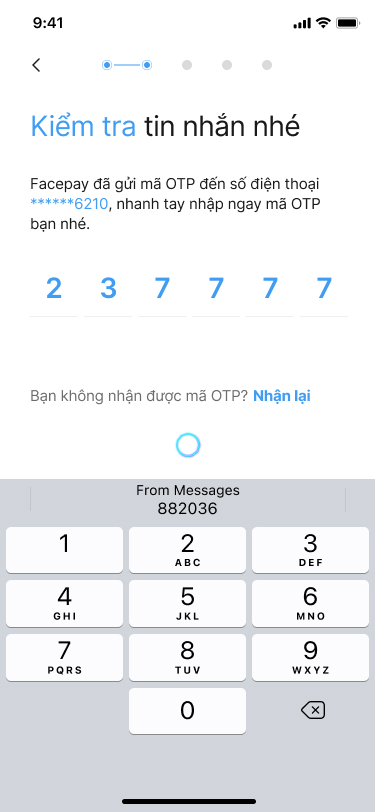 9:41
Kiểm tra tin nhắn nhé
Facepay đã gửi mã OTP đến số điện thoại
******6210, nhanh tay nhập ngay mã OTP
bạn nhé.
2 3 7 7 7 7
Bạn không nhận được mã OTP? Nhận lại
From Messages
882036
1 2 3
ABC DEF
4 5 6
GHI JKL MNO
7 8 9
PQRS TUV WXYZ
0